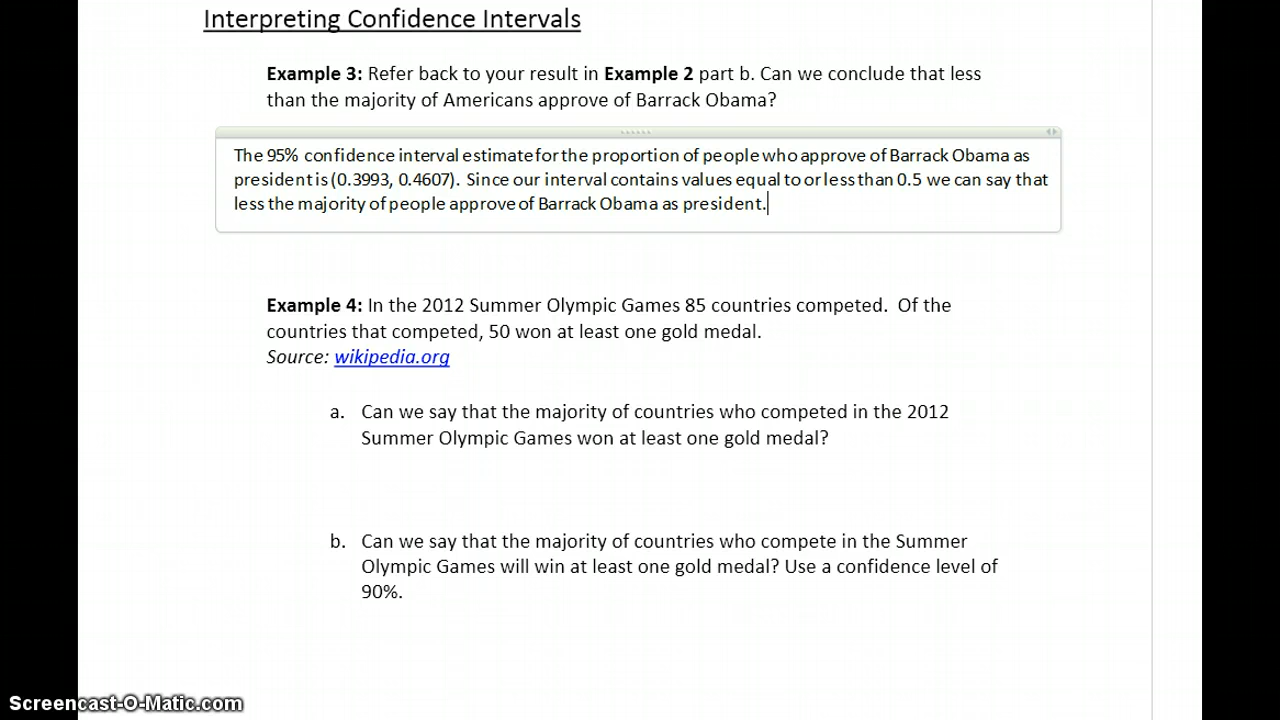 Interpreting Confidence Intervals
Example 3: Refer back to your result in Example 2 part b. Can we conclude that less
than the majority of Americans approve of Barrack Obama?
The 95% confidence interval estimate for the proportion of people who approve of Barrack Obama as
president is (0.3993, 0.4607). Since our interval contains values equal to or less than 0.5 we can say that
less the majority of people approve of Barrack Obama as president.
Example 4: In the 2012 Summer Olympic Games 85 countries competed. Of the
countries that competed, 50 won at least one gold medal.
Source: wikipedia.org
a. Can we say that the majority of countries who competed in the 2012
Summer Olympic Games won at least one gold medal?
b. Can we say that the majority of countries who compete in the Summer
Olympic Games will win at least one gold medal? Use a confidence level of
90%.
Screencast-O-Matic.com